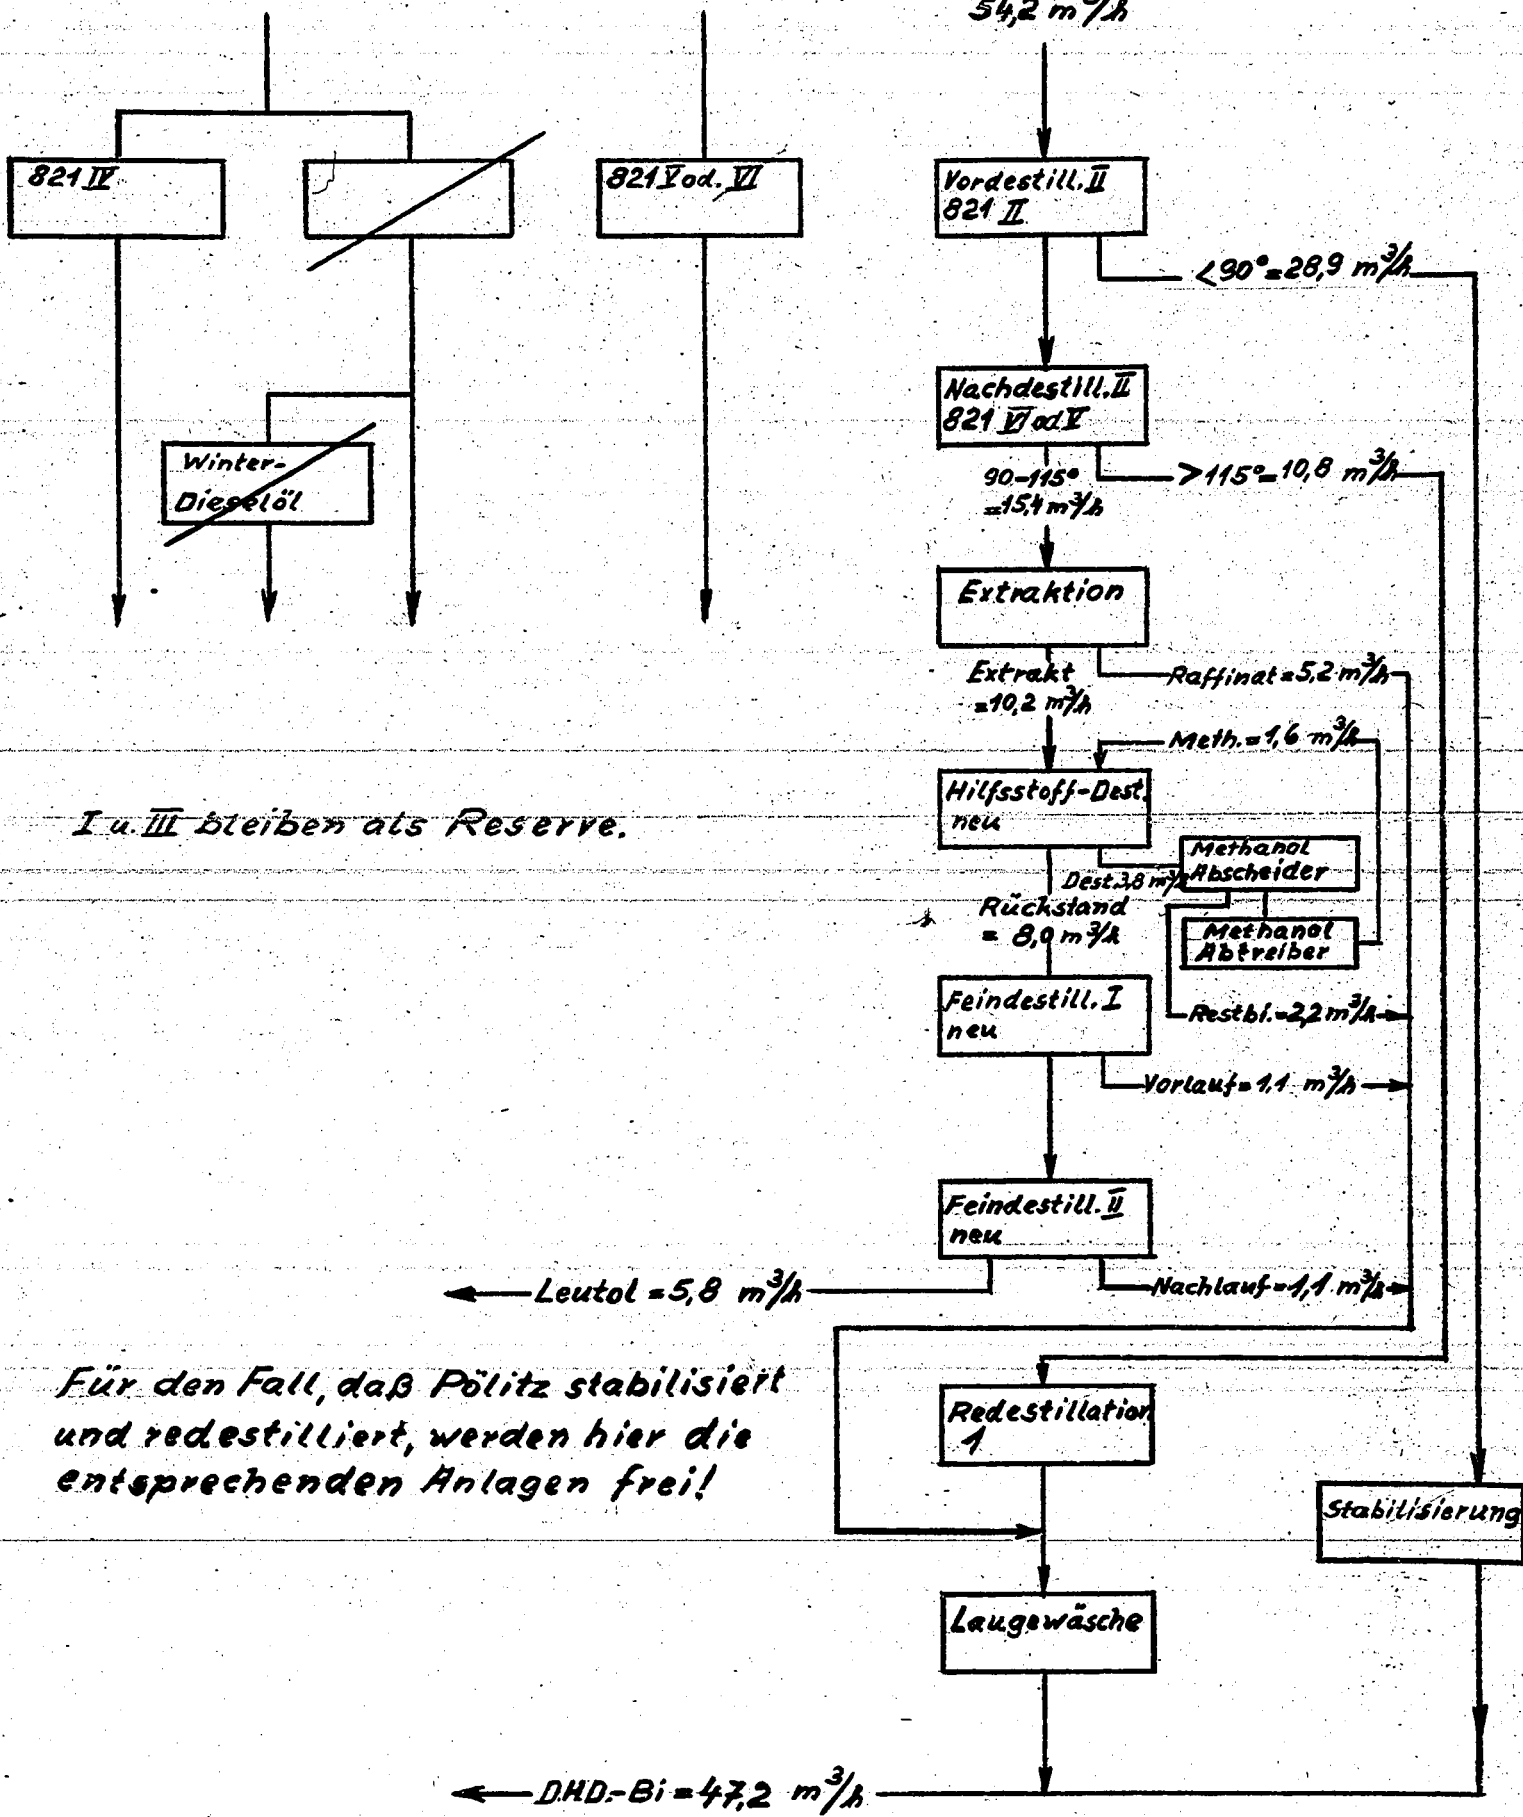 54,2 m³/h
821 IV
821 V od. VI
Vordestill. II
821 II
<90° = 28,9 m³/h
Nachdestill. II
821 VI od V
90-115°
=15,4 m³/h
>115° = 10,8 m³/h
Winter-
Dieselöl
Extraktion
Extrakt
=10,2 m³/h
Raffinat = 5,2 m³/h
Meth. = 1,6 m³/h
Hilfsstoff-Dest.
neu
I u. III bleiben als Reserve.
Methanol
Abscheider
Dest. 3,8 m³/h
Rückstand
= 8,0 m³/h
Methanol
Abtreiber
Feindestill. I
neu
Restbi. = 2,2 m³/h
Vorlauf = 1,1 m³/h
Feindestill. II
neu
Leutol = 5,8 m³/h
Nachlauf = 1,1 m³/h
Für den Fall, daß Pölitz stabilisiert
und redestilliert, werden hier die
entsprechenden Anlagen frei!
Redestillation
1
Stabilisierung
Laugewäsche
D.H.D.-Bi = 47,2 m³/h